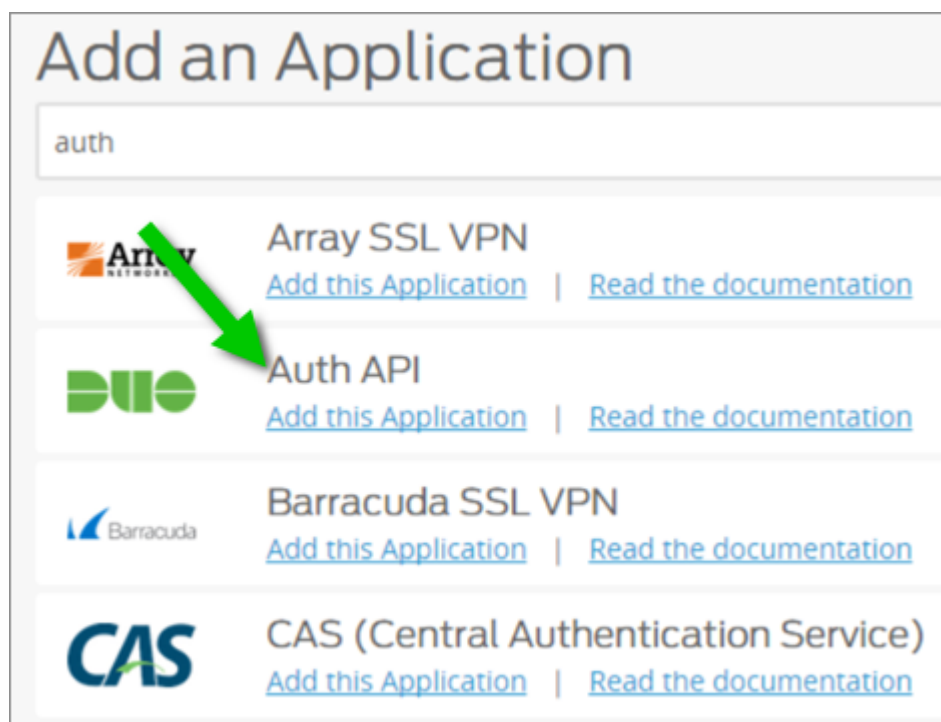 Add an Application
auth
Array NETWORKS
Array SSL VPN
Add this Application | Read the documentation
DUO
Auth API
Add this Application | Read the documentation
Barracuda
Barracuda SSL VPN
Add this Application | Read the documentation
CAS
CAS (Central Authentication Service)
Add this Application | Read the documentation